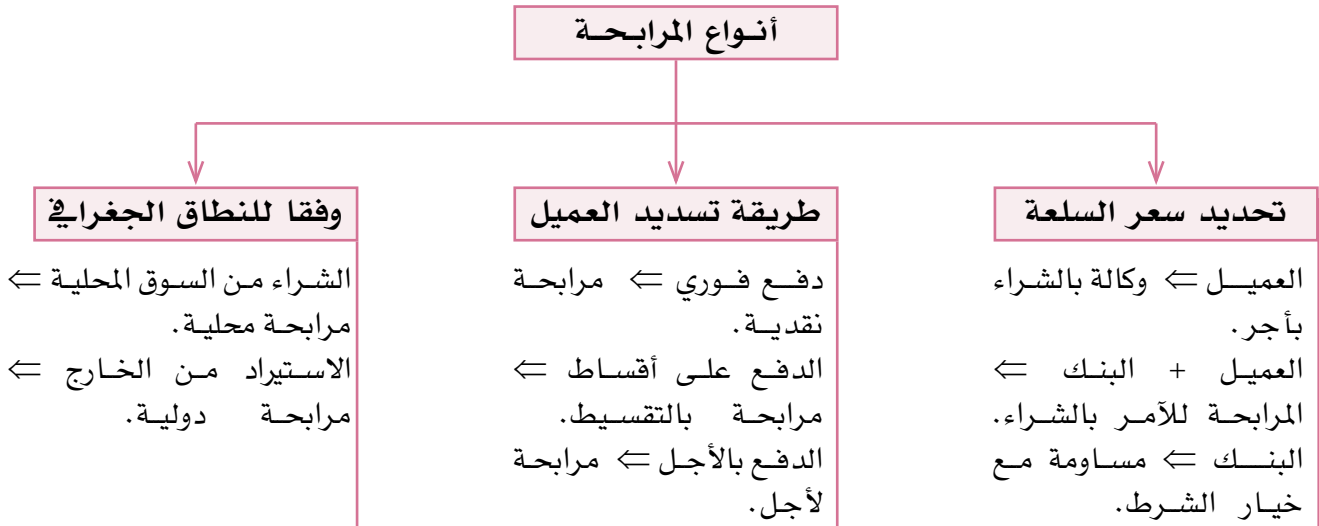 أنواع المرابحة
تحديد سعر السلعة
العميل ⇐ وكالة بالشراء
بأجر.
العميل + البنك ⇐
المرابحة للآمر بالشراء.
البنك ⇐ مساومة مع
خيار الشرط.
طريقة تسديد العميل
دفع فوري ⇐ مرابحة
نقدية.
الدفع على أقساط ⇐
مرابحة بالتقسيط.
الدفع بالأجل ⇐ مرابحة
لأجل.
وفقا للنطاق الجغرافي
الشراء من السوق المحلية ⇐
مرابحة محلية.
الاستيراد من الخارج ⇐
مرابحة دولية.